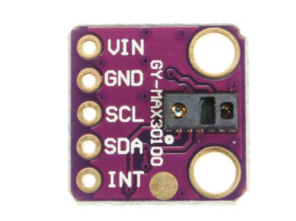 VIN
GND
SCL
SDA
INT
GY-MAX30100